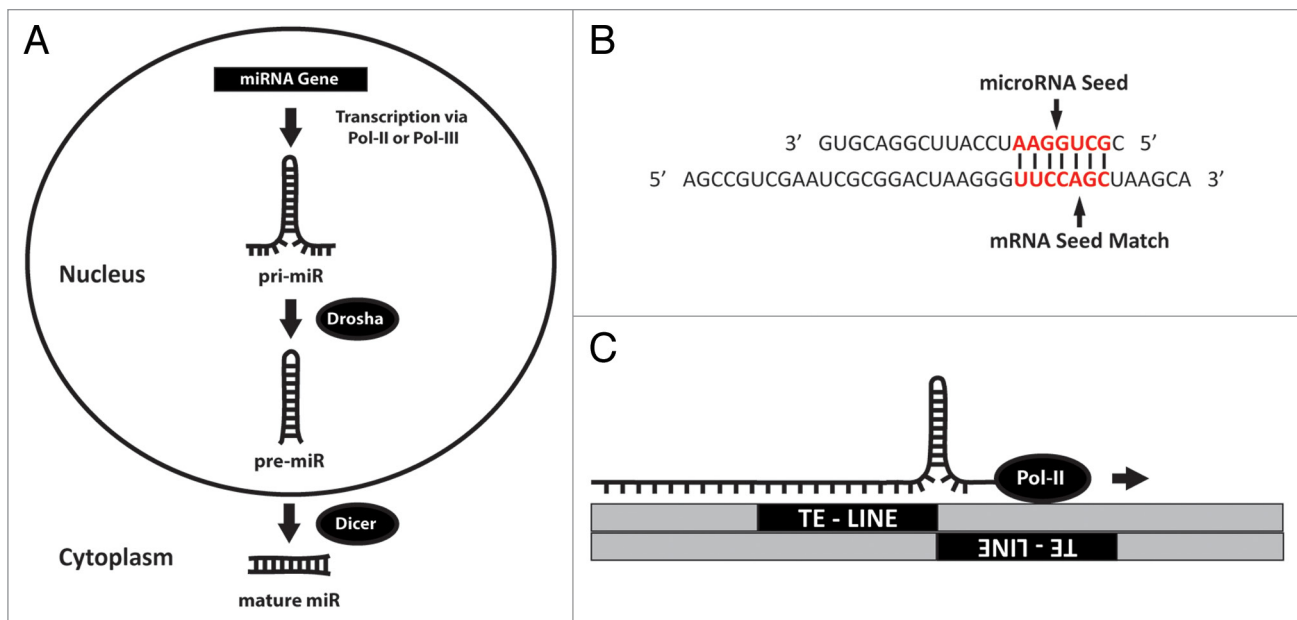 A
miRNA Gene
Transcription via
Pol-II or Pol-III
Nucleus
pri-miR
Drosha
pre-miR
Dicer
Cytoplasm
mature miR
B
microRNA Seed
3’ GUGCAGGCUUACCUAAGGUCGC 5’
5’ AGCCGUCGAAUCGCGGACUAAGGGUUCCAGCUAAGCA 3’
mRNA Seed Match
C
Pol-II
TE - LINE
TE - LINE